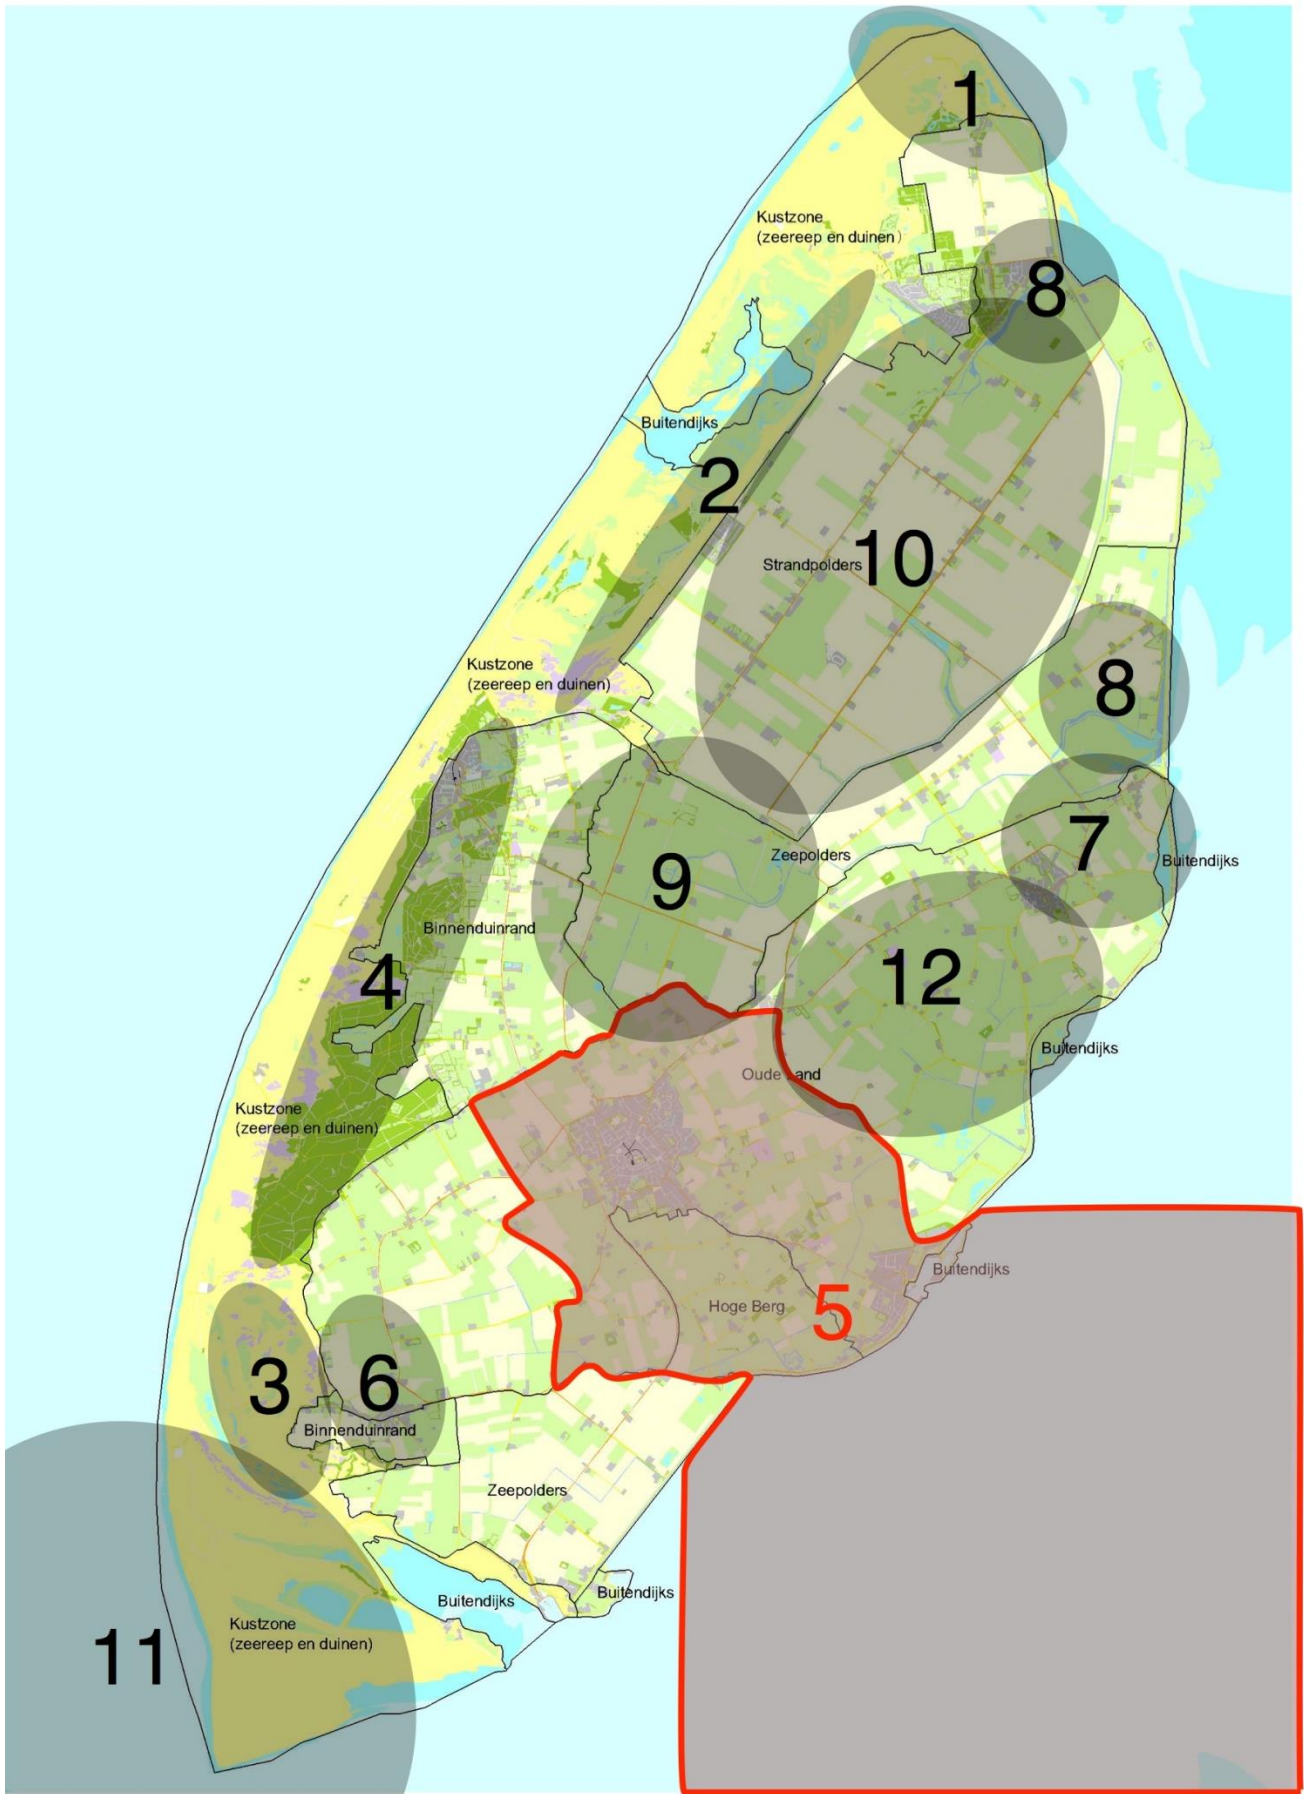 1
Kustzone
(zeereep en duinen)
8
Buitendijks
2
10
Strandpolders
Kustzone
(zeereep en duinen)
8
7
Zeepolders
Buitendijks
9
Binnenduinrand
12
4
Buitendijks
Oude Land
Kustzone
(zeereep en duinen)
Buitendijks
Hoge Berg
5
3
6
Binnenduinrand
Zeepolders
Buitendijks
Buitendijks
Kustzone
(zeereep en duinen)
11